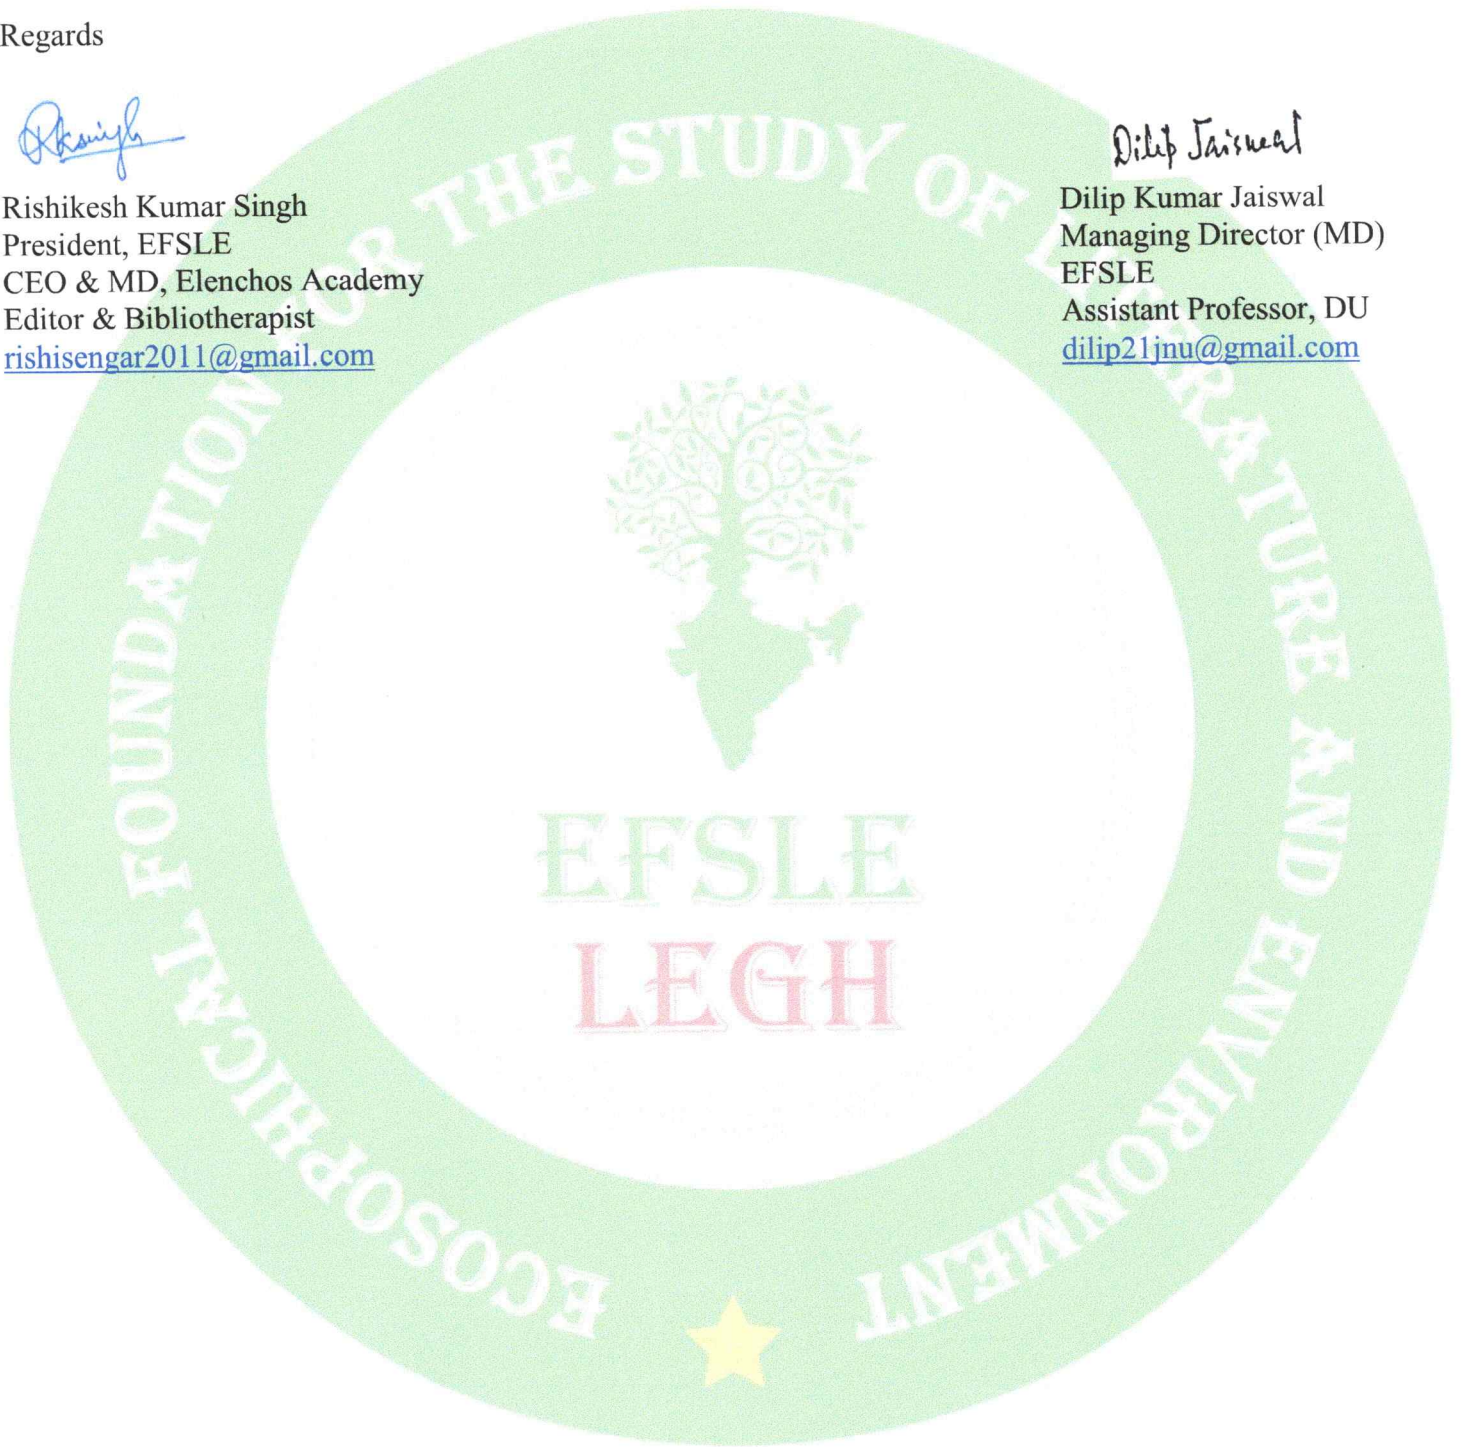 Regards
Rksingh
Rishikesh Kumar Singh
President, EFSLE
CEO & MD, Elenchos Academy
Editor & Bibliotherapist
rishisengar2011@gmail.com
Dilip Jaiswal
Dilip Kumar Jaiswal
Managing Director (MD)
EFSLE
Assistant Professor, DU
dilip21jnu@gmail.com
ECOSOPHICAL FOUNDATION FOR THE STUDY OF LITERATURE AND ENVIRONMENT
EFSLE
LEGH